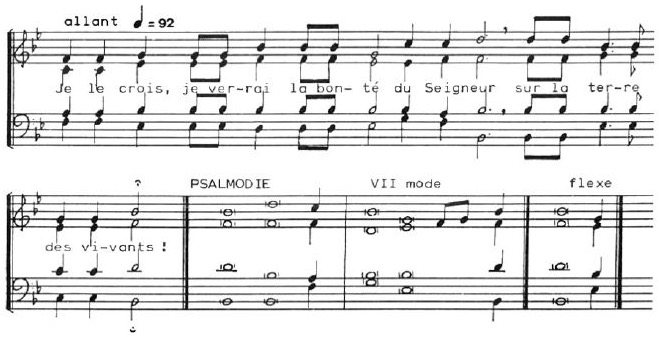 allant ♩ = 92
Je le crois, je ver-rai la bon- té du Seigneur sur la ter-re
PSALMODIE VII mode flexe
des vi-vants !